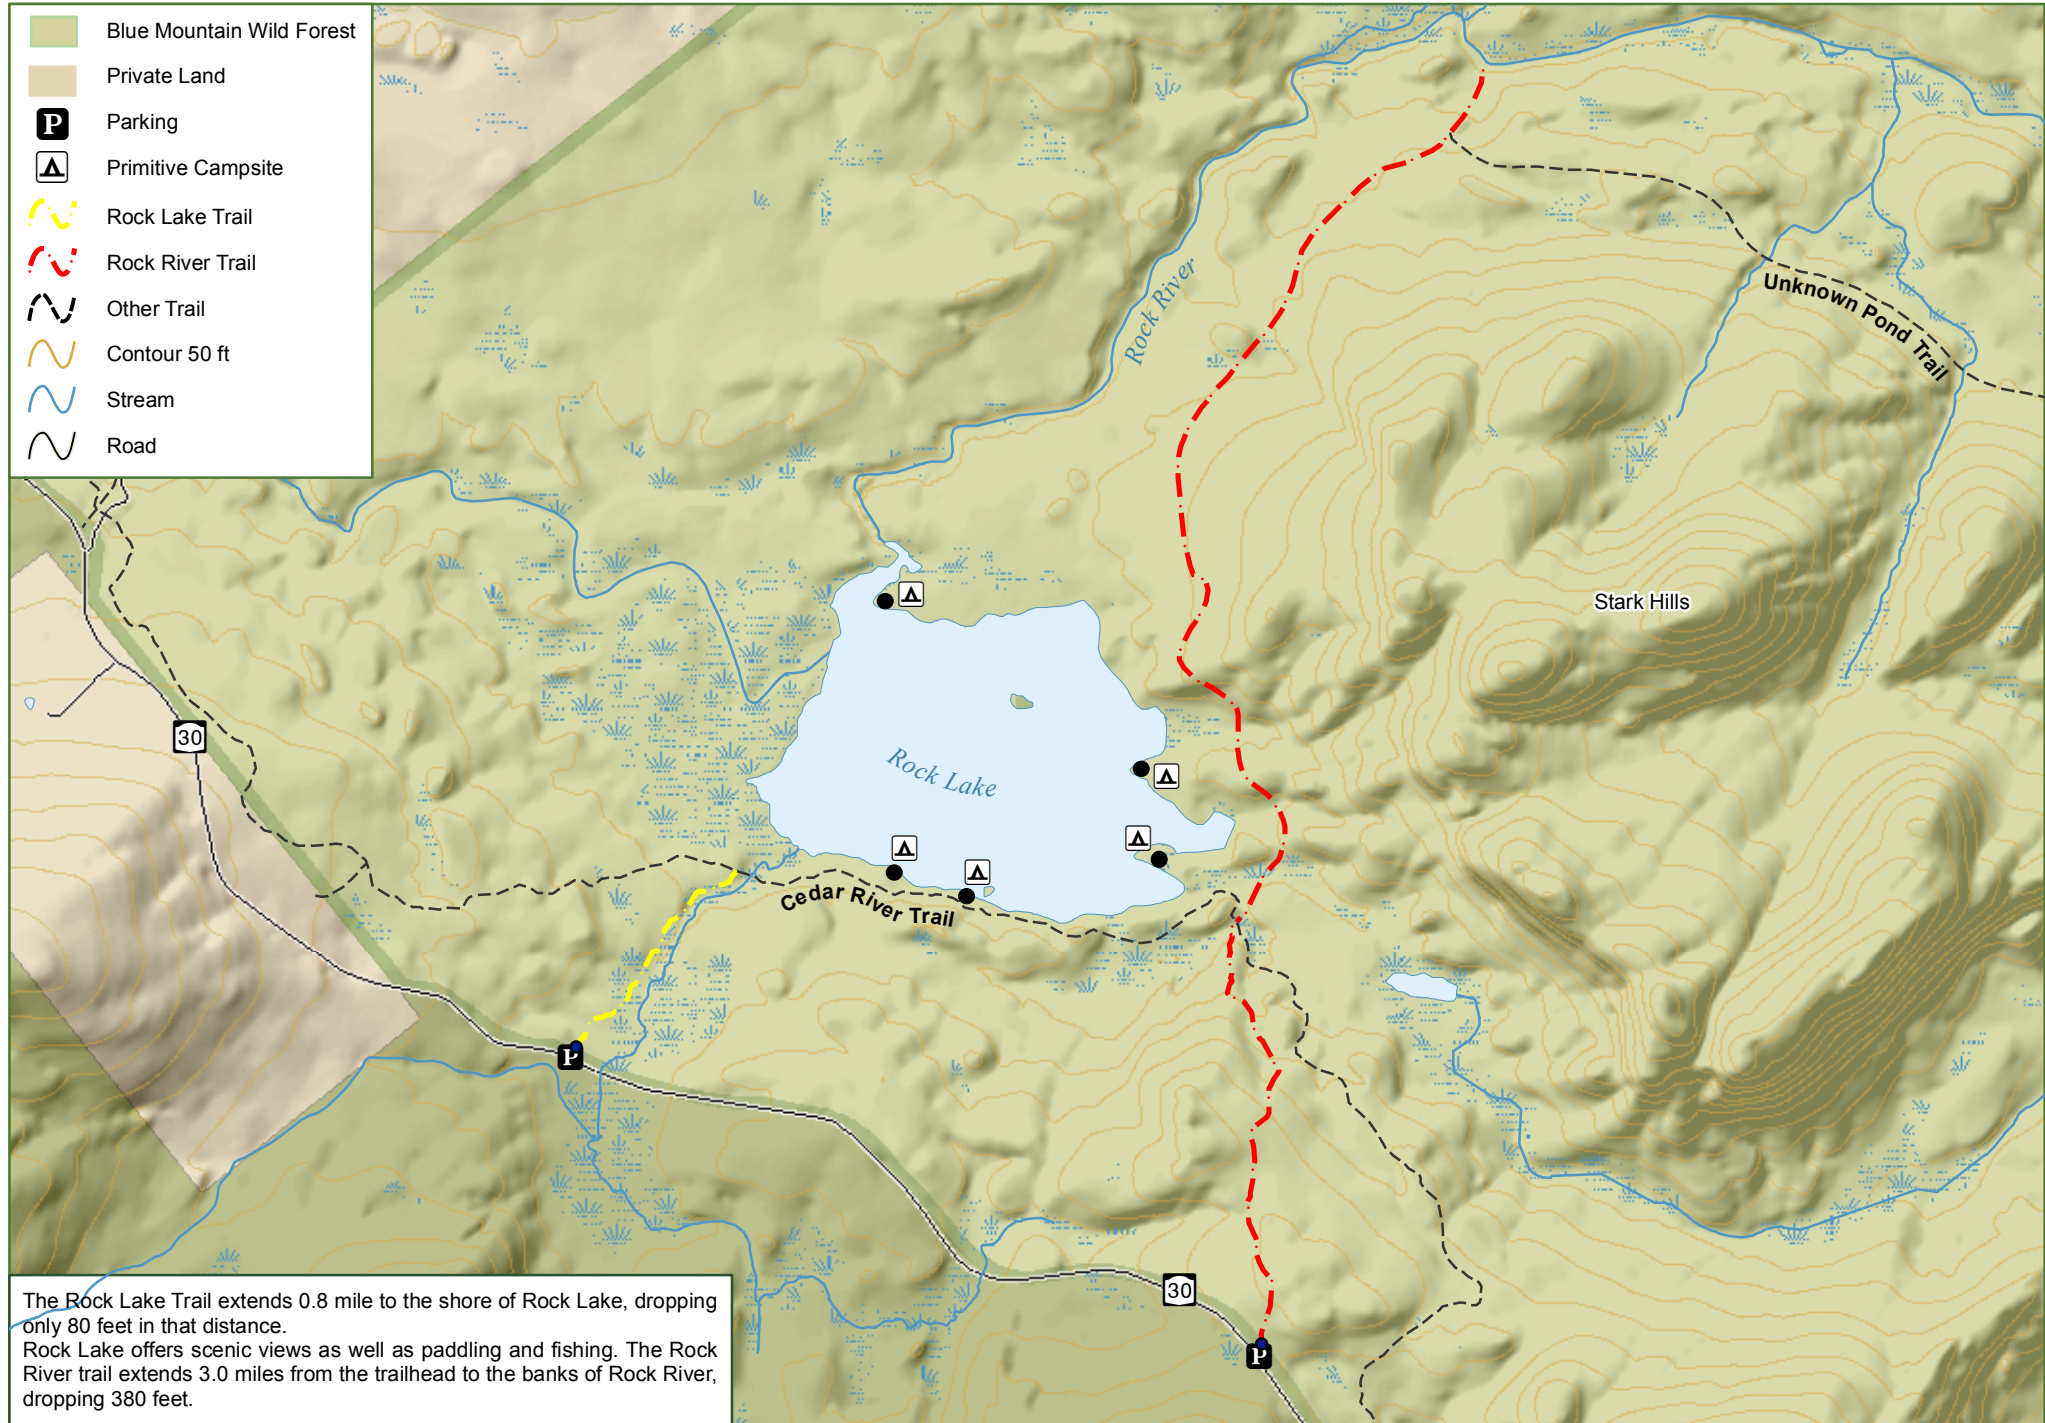 Blue Mountain Wild Forest
Private Land
P
Parking
Primitive Campsite
Rock Lake Trail
Rock River Trail
Other Trail
Contour 50 ft
Stream
Road
Rock River
Unknown Pond Trail
Stark Hills
30
Rock Lake
Cedar River Trail
P
30
P
The Rock Lake Trail extends 0.8 mile to the shore of Rock Lake, dropping
only 80 feet in that distance.
Rock Lake offers scenic views as well as paddling and fishing. The Rock
River trail extends 3.0 miles from the trailhead to the banks of Rock River,
dropping 380 feet.